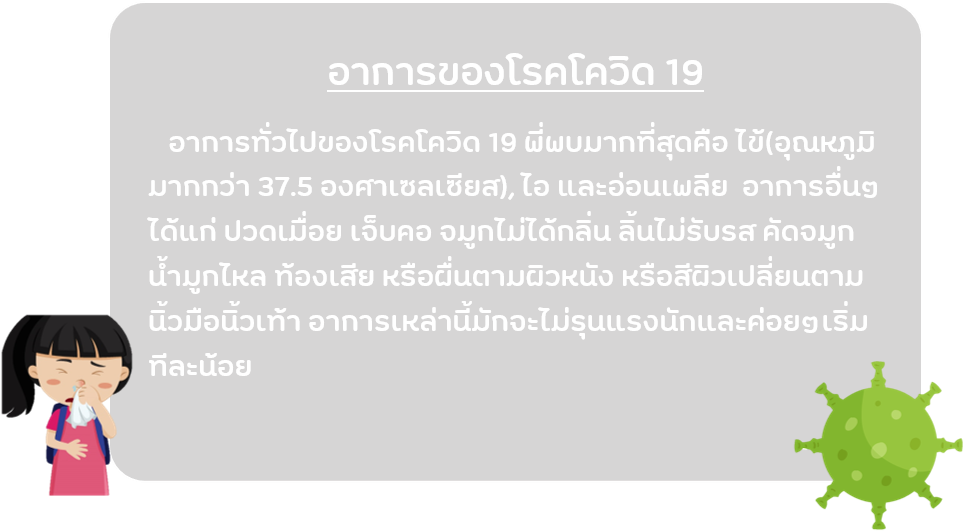 อาการของโรคโควิด 19
อาการทั่วไปของโรคโควิด 19 พี่พบมากที่สุดคือ ไข้(อุณหภูมิ
มากกว่า 37.5 องศาเซลเซียส), ไอ และอ่อนเพลีย อาการอื่นๆ
ได้แก่ ปวดเมื่อย เจ็บคอ จมูกไม่ได้กลิ่น ลิ้นไม่รับรส คัดจมูก
น้ำมูกไหล ท้องเสีย หรือผื่นตามผิวหนัง หรือสีผิวเปลี่ยนตาม
นิ้วมือนิ้วเท้า อาการเหล่านี้มักจะไม่รุนแรงนักและค่อยๆเริ่ม
ทีละน้อย